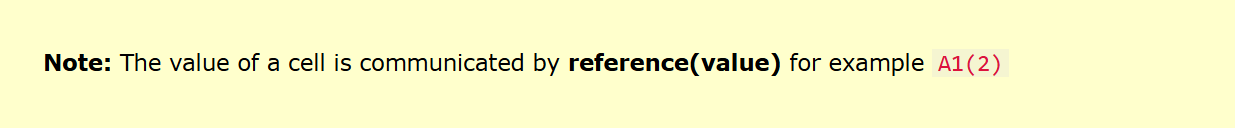 Note: The value of a cell is communicated by reference(value) for example A1(2)